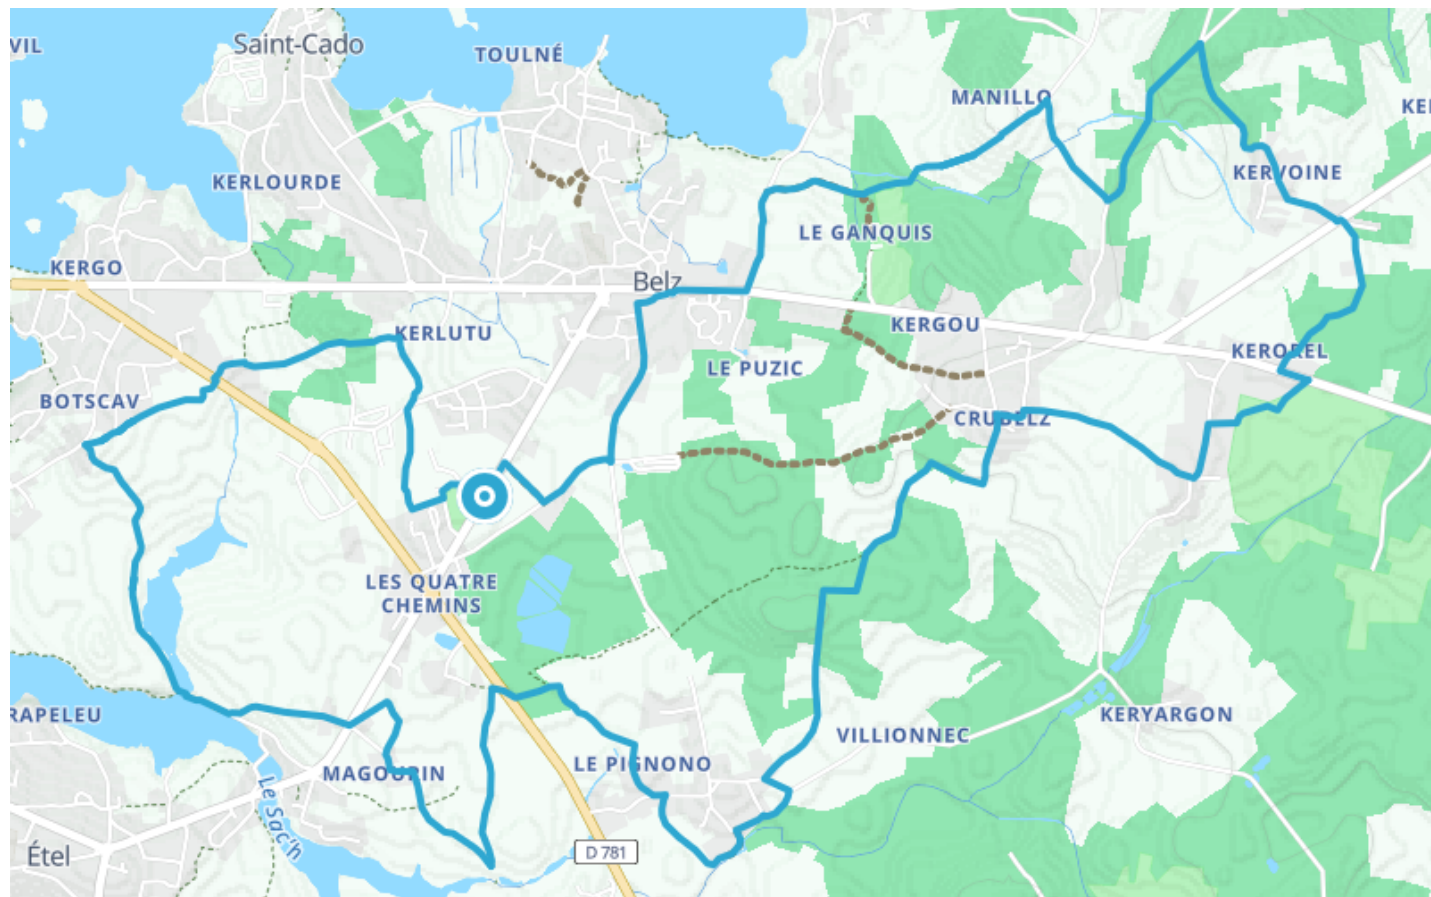 VIL
Saint-Cado
TOULNÉ
MANILLO
KE
KERLOURDE
KERVOINE
LE GANQUIS
KERGO
Belz
KERGOU
KERLUTU
KEROREL
LE PUZIC
BOTSCAV
CRUBELZ
LES QUATRE
CHEMINS
RAPELEU
KERYARGON
VILLIONNEC
LE PIGNONO
MAGOURIN
Le Sac'h
D 781
Étel